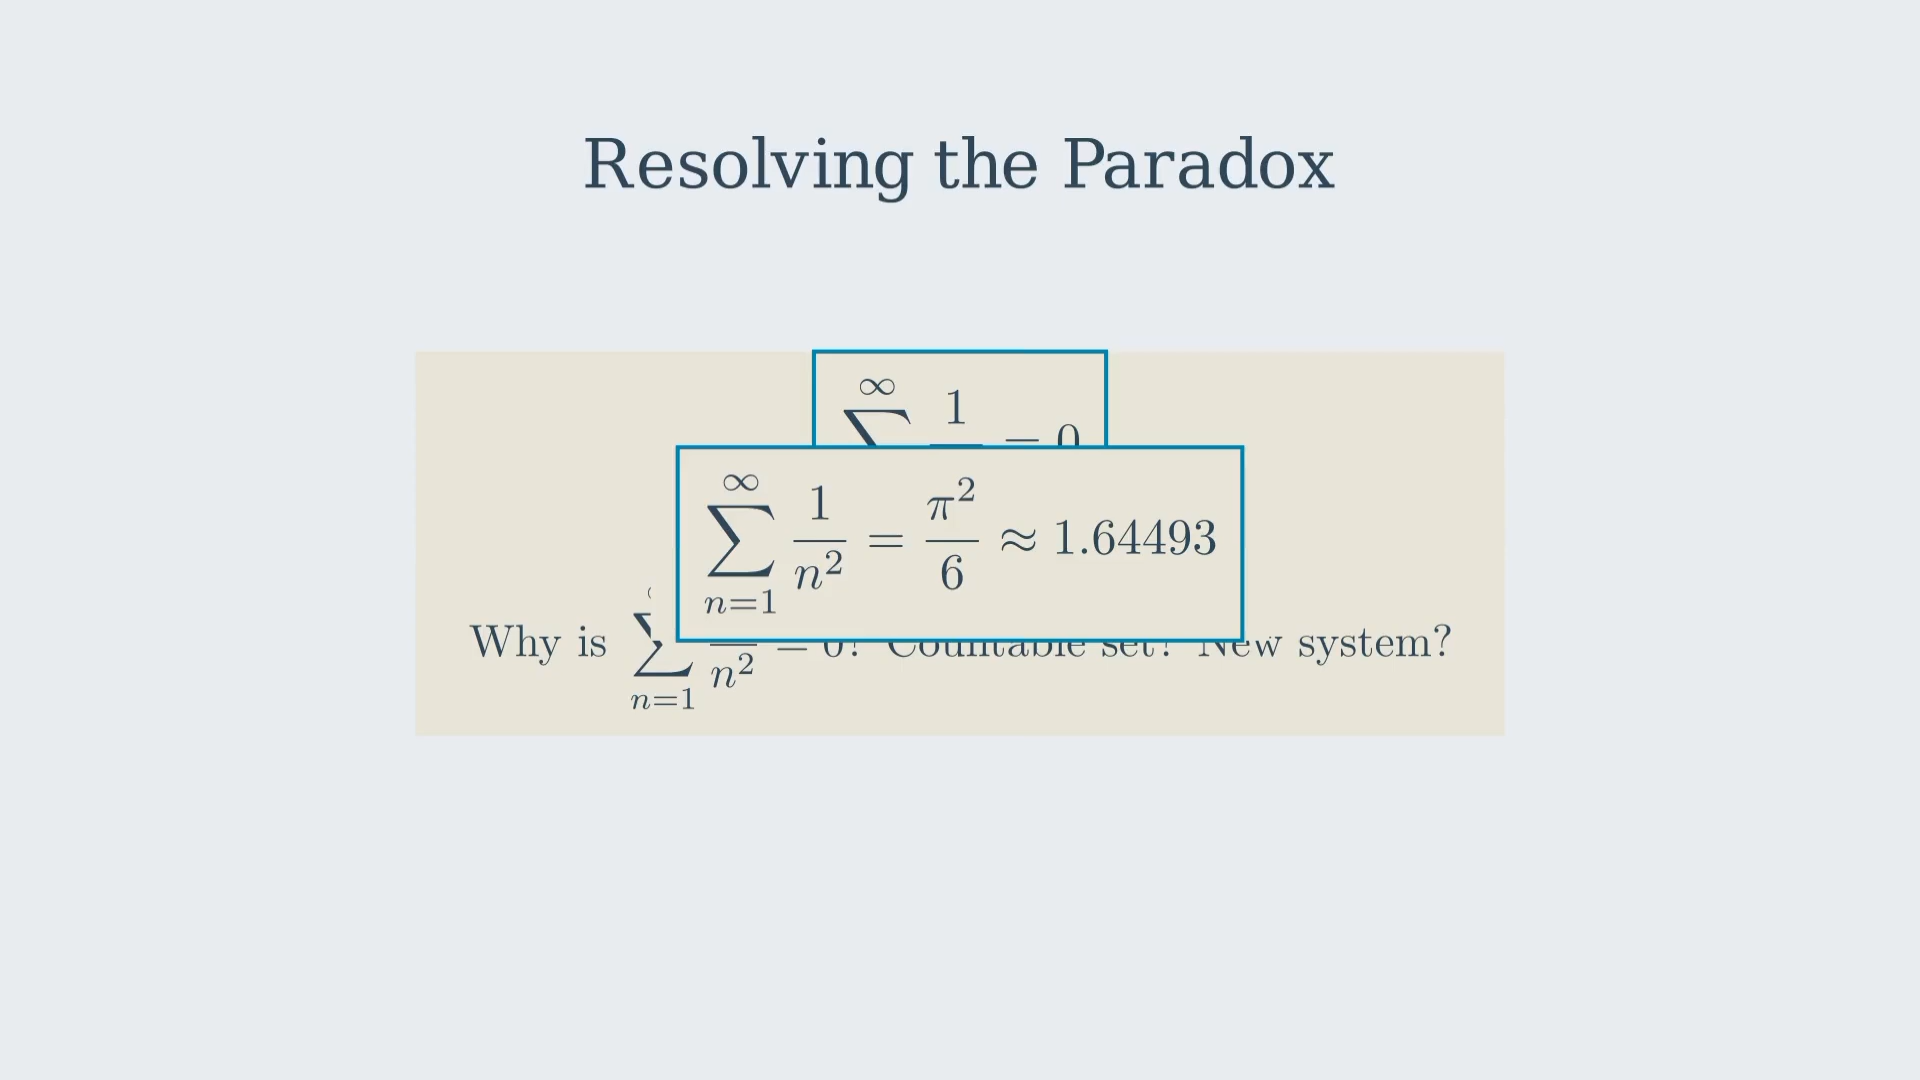 Resolving the Paradox
∞
∑ 1 = 0
∞
∑ 1/n² = π²/6 ≈ 1.64493
n=1
Why is ∑ n² = 0? Countable set? New system?
n=1